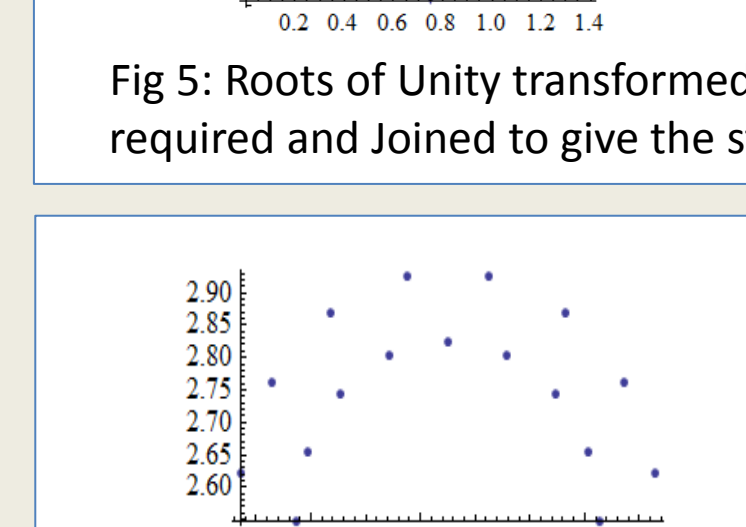 0.2 0.4 0.6 0.8 1.0 1.2 1.4
Fig 5: Roots of Unity transformed
required and Joined to give the
2.90
2.85
2.80
2.75
2.70
2.65
2.60